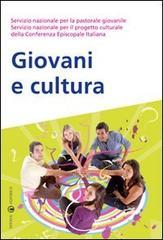 Servizio nazionale per la pastorale giovanile
Servizio nazionale per il progetto culturale
della Conferenza Episcopale Italiana
Giovani e cultura